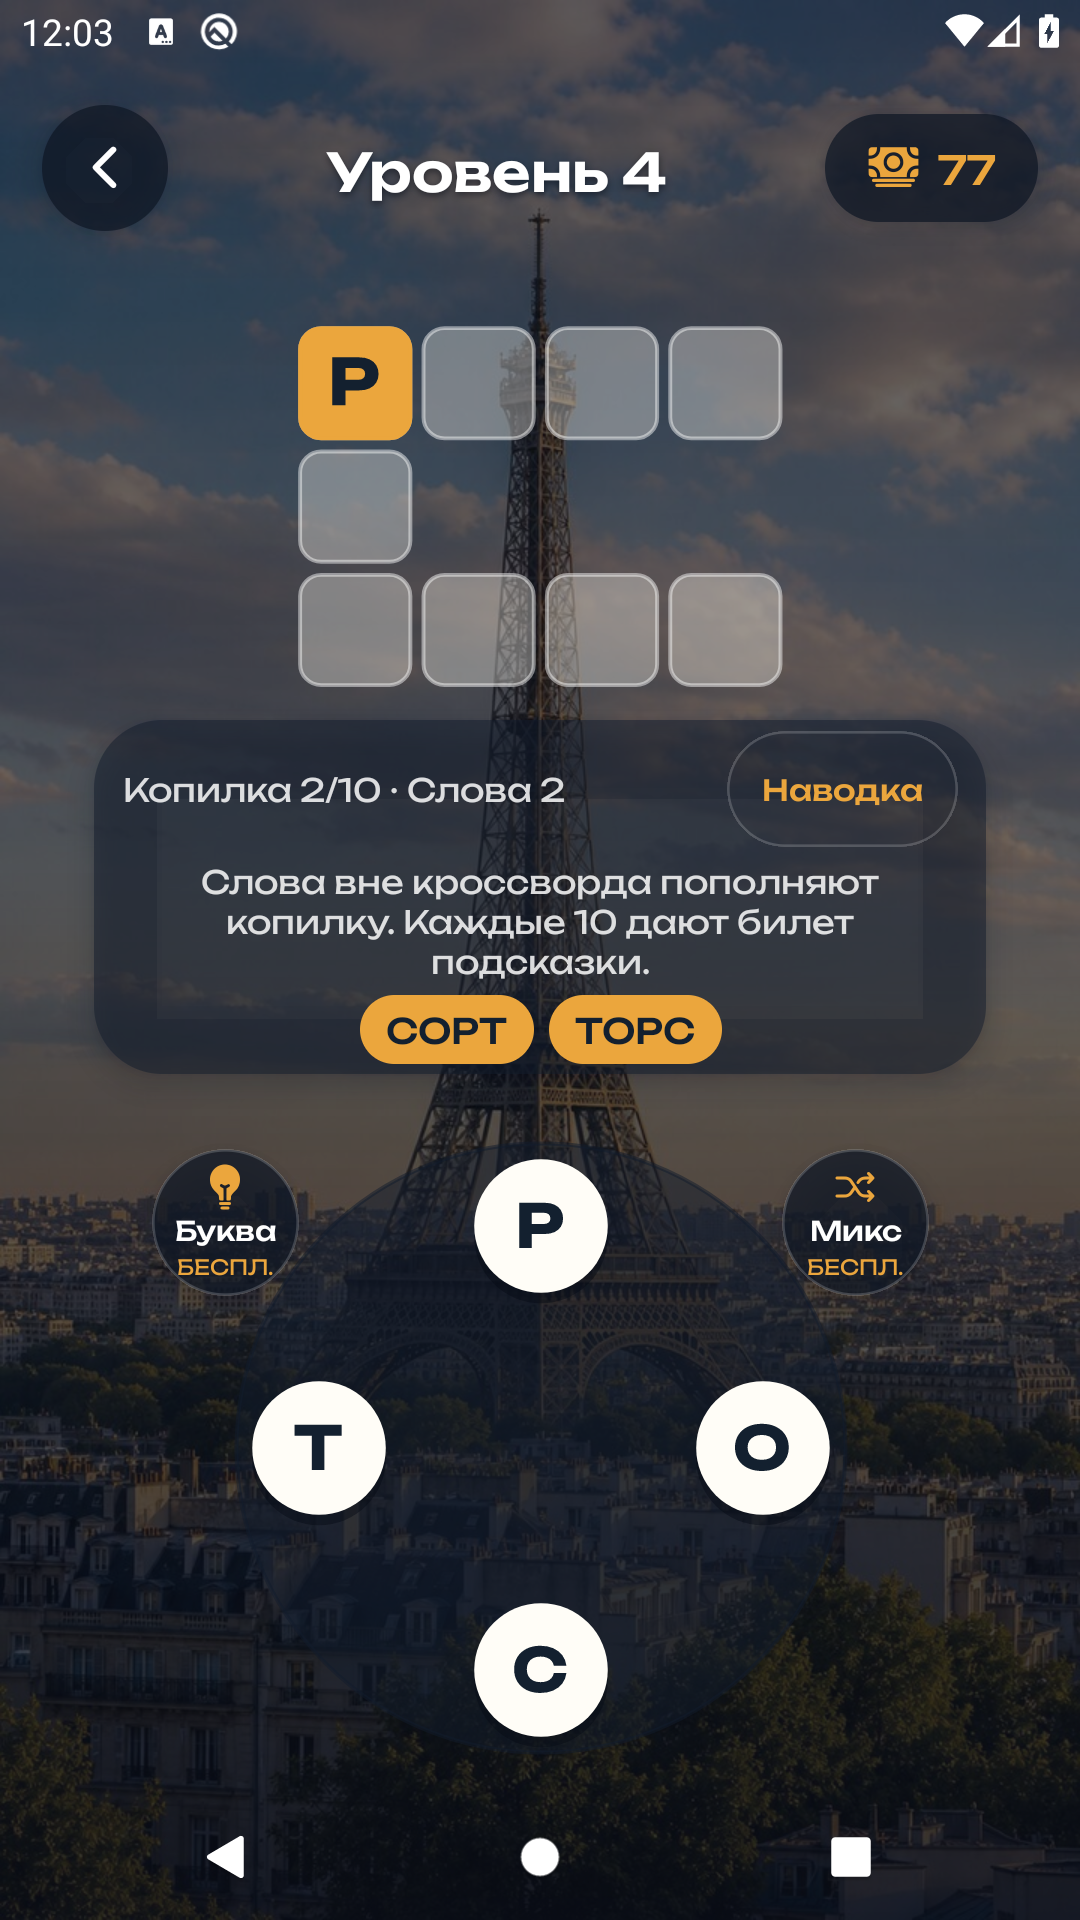 12:03
Уровень 4
77
Р
Копилка 2/10 · Слова 2
Наводка
Слова вне кроссворда пополняют
копилку. Каждые 10 дают билет
подсказки.
СОРТ ТОРС
Буква
БЕСПЛ.
Р
Микс
БЕСПЛ.
Т
О
С